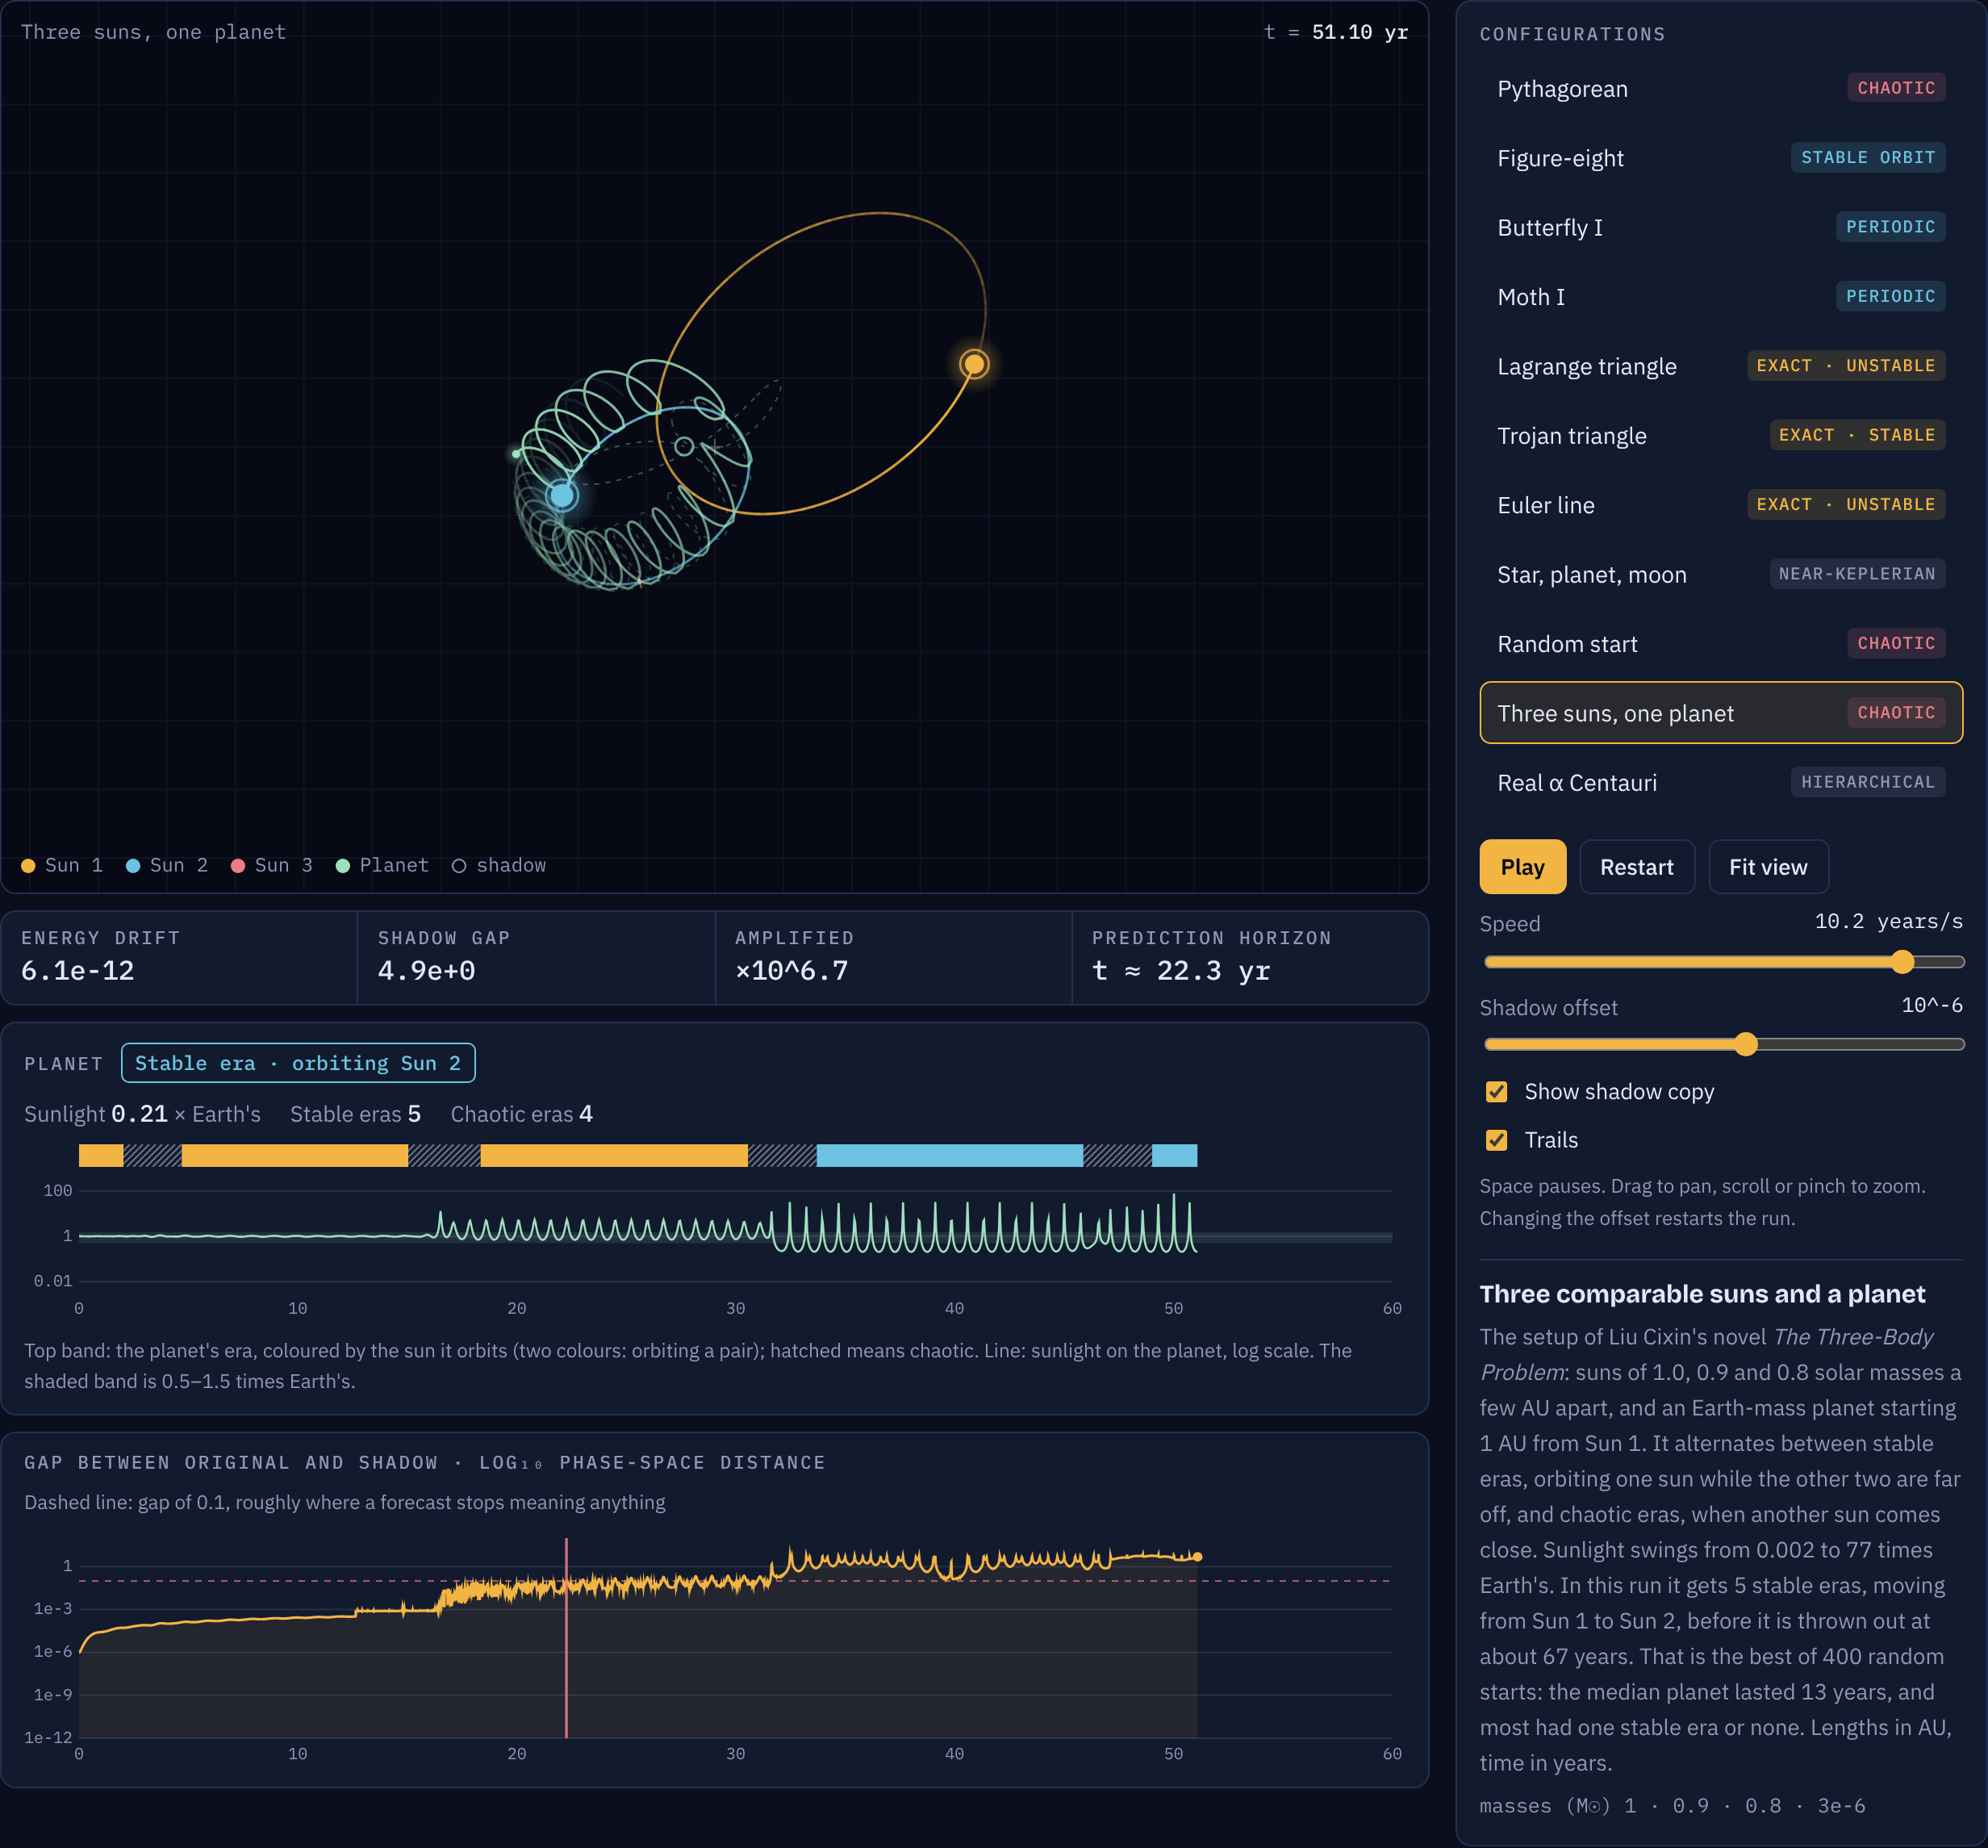 Three suns, one planet
t = 51.10 yr
Sun 1
Sun 2
Sun 3
Planet
shadow
ENERGY DRIFT
6.1e-12
SHADOW GAP
4.9e+0
AMPLIFIED
×10^6.7
PREDICTION HORIZON
t ≈ 22.3 yr
PLANET
Stable era · orbiting Sun 2
Sunlight 0.21 × Earth's
Stable eras 5
Chaotic eras 4
100
1
0.01
0
10
20
30
40
50
60
Top band: the planet's era, coloured by the sun it orbits (two colours: orbiting a pair); hatched means chaotic. Line: sunlight on the planet, log scale. The
shaded band is 0.5–1.5 times Earth's.
GAP BETWEEN ORIGINAL AND SHADOW · LOG₁₀ PHASE-SPACE DISTANCE
Dashed line: gap of 0.1, roughly where a forecast stops meaning anything
1
1e-3
1e-6
1e-9
1e-12
0
10
20
30
40
50
60
CONFIGURATIONS
Pythagorean
CHAOTIC
Figure-eight
STABLE ORBIT
Butterfly I
PERIODIC
Moth I
PERIODIC
Lagrange triangle
EXACT · UNSTABLE
Trojan triangle
EXACT · STABLE
Euler line
EXACT · UNSTABLE
Star, planet, moon
NEAR-KEPLERIAN
Random start
CHAOTIC
Three suns, one planet
CHAOTIC
Real α Centauri
HIERARCHICAL
Play
Restart
Fit view
Speed
10.2 years/s
Shadow offset
10^-6
Show shadow copy
Trails
Space pauses. Drag to pan, scroll or pinch to zoom.
Changing the offset restarts the run.
Three comparable suns and a planet
The setup of Liu Cixin's novel The Three-Body
Problem: suns of 1.0, 0.9 and 0.8 solar masses a
few AU apart, and an Earth-mass planet starting
1 AU from Sun 1. It alternates between stable
eras, orbiting one sun while the other two are far
off, and chaotic eras, when another sun comes
close. Sunlight swings from 0.002 to 77 times
Earth's. In this run it gets 5 stable eras, moving
from Sun 1 to Sun 2, before it is thrown out at
about 67 years. That is the best of 400 random
starts: the median planet lasted 13 years, and
most had one stable era or none. Lengths in AU,
time in years.
masses (M☉) 1 · 0.9 · 0.8 · 3e-6